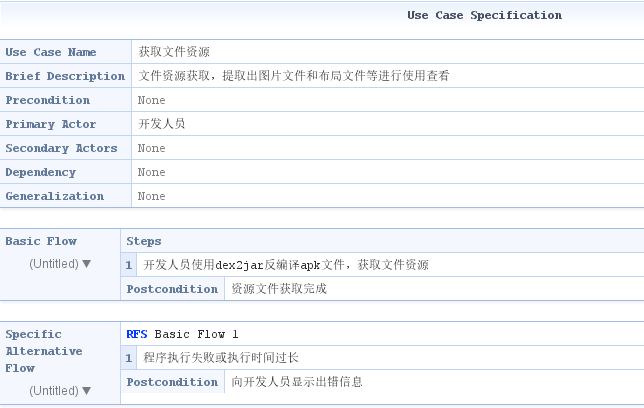 Use Case Specification
Use Case Name 获取文件资源
Brief Description 文件资源获取，提取出图片文件和布局文件等进行使用查看
Precondition None
Primary Actor 开发人员
Secondary Actors None
Dependency None
Generalization None
Basic Flow Steps
(Untitled) ▼ 1 开发人员使用dex2jar反编译apk文件，获取文件资源
Postcondition 资源文件获取完成
Specific Alternative Flow RFS Basic Flow 1
1 程序执行失败或执行时间过长
(Untitled) ▼ Postcondition 向开发人员显示出错信息